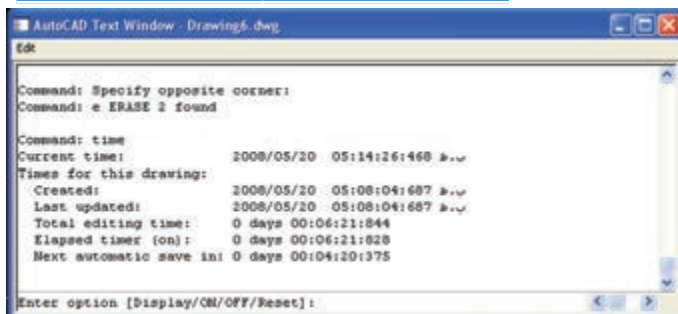 AutoCAD Text Window - Drawing6.dwg
Edit
Command: Specify opposite corner:
Command: e ERASE 2 found
Command: time
Current time: 2008/05/20 05:14:26:468 ب.ظ
Times for this drawing:
Created: 2008/05/20 05:08:04:687 ب.ظ
Last updated: 2008/05/20 05:08:04:687 ب.ظ
Total editing time: 0 days 00:06:21:844
Elapsed timer (on): 0 days 00:06:21:828
Next automatic save in: 0 days 00:04:20:375
Enter option [Display/ON/OFF/Reset]: